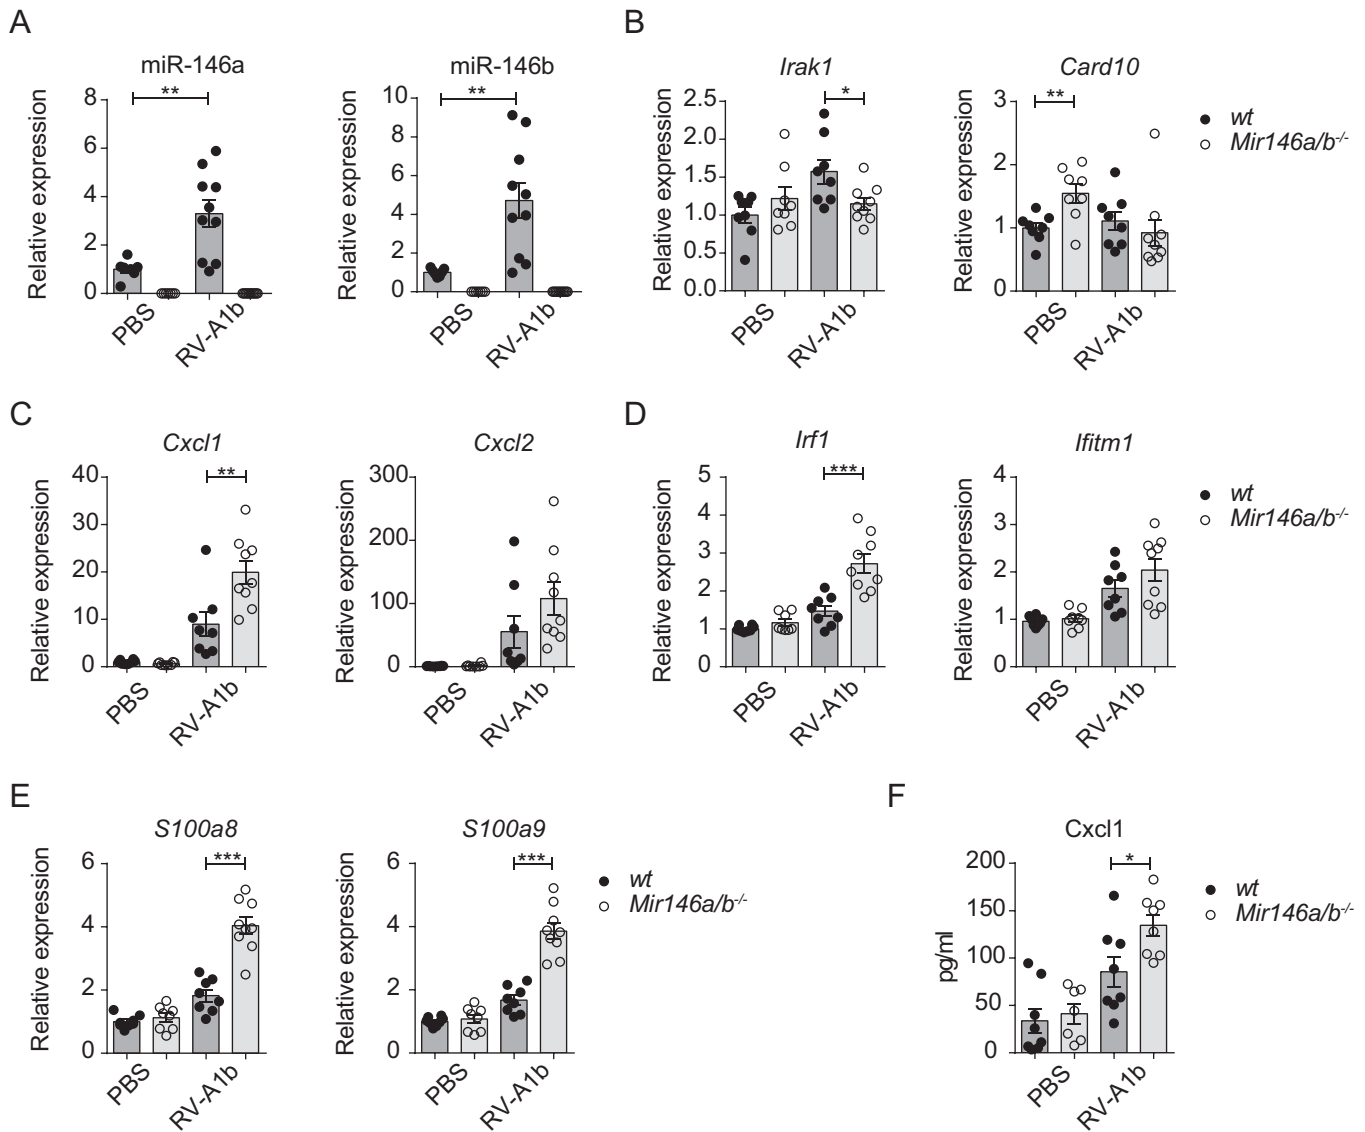 A
miR-146a
Relative expression
8
6
4
2
0
**
PBS
RV-A1b
miR-146b
Relative expression
10
8
6
4
2
0
**
PBS
RV-A1b
B
Irak1
Relative expression
2.5
2.0
1.5
1.0
0.5
0.0
*
PBS
RV-A1b
Card10
Relative expression
3
2
1
0
**
PBS
RV-A1b
wt
Mir146a/b-/-
C
Cxcl1
Relative expression
40
30
20
10
0
**
PBS
RV-A1b
Cxcl2
Relative expression
300
200
100
0
PBS
RV-A1b
D
Irf1
Relative expression
5
4
3
2
1
0
***
PBS
RV-A1b
Ifitm1
Relative expression
4
3
2
1
0
PBS
RV-A1b
wt
Mir146a/b-/-
E
S100a8
Relative expression
6
4
2
0
***
PBS
RV-A1b
S100a9
Relative expression
6
4
2
0
***
PBS
RV-A1b
wt
Mir146a/b-/-
F
Cxcl1
pg/ml
200
150
100
50
0
*
PBS
RV-A1b
wt
Mir146a/b-/-